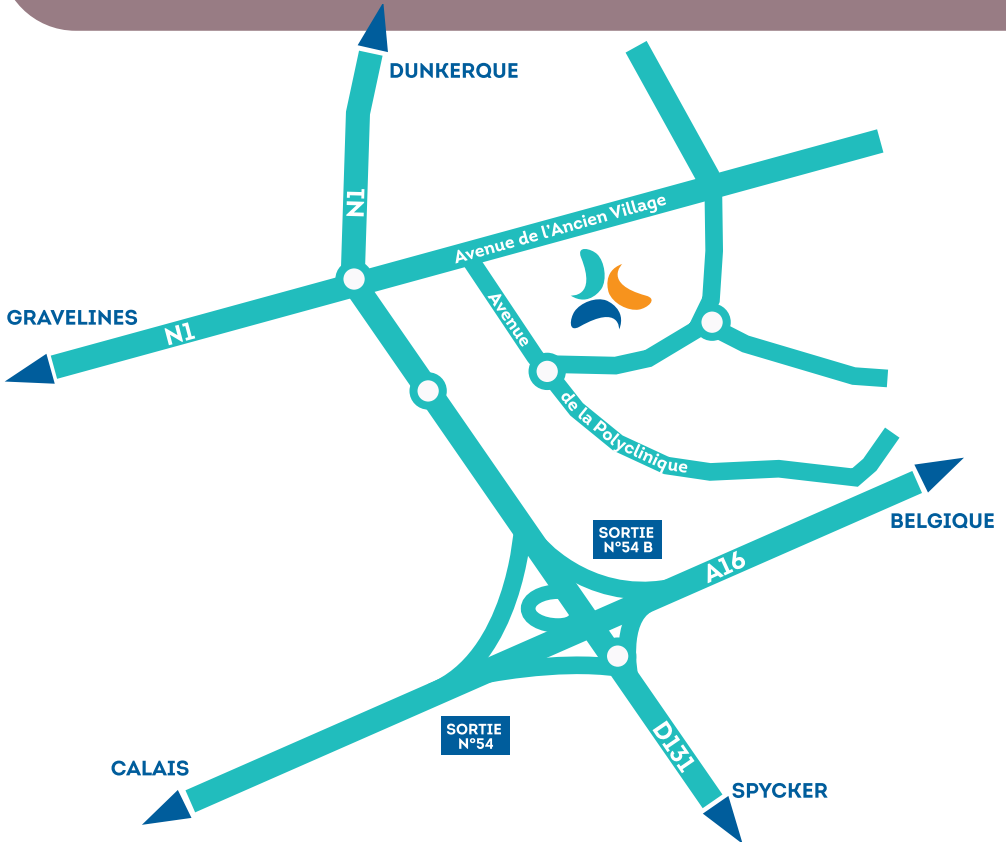 DUNKERQUE
N1
Avenue de l'Ancien Village
GRAVELINES
N1
Avenue
de la Polyclinique
BELGIQUE
SORTIE
N°54 B
A16
SORTIE
N°54
D131
CALAIS
SPYCKER